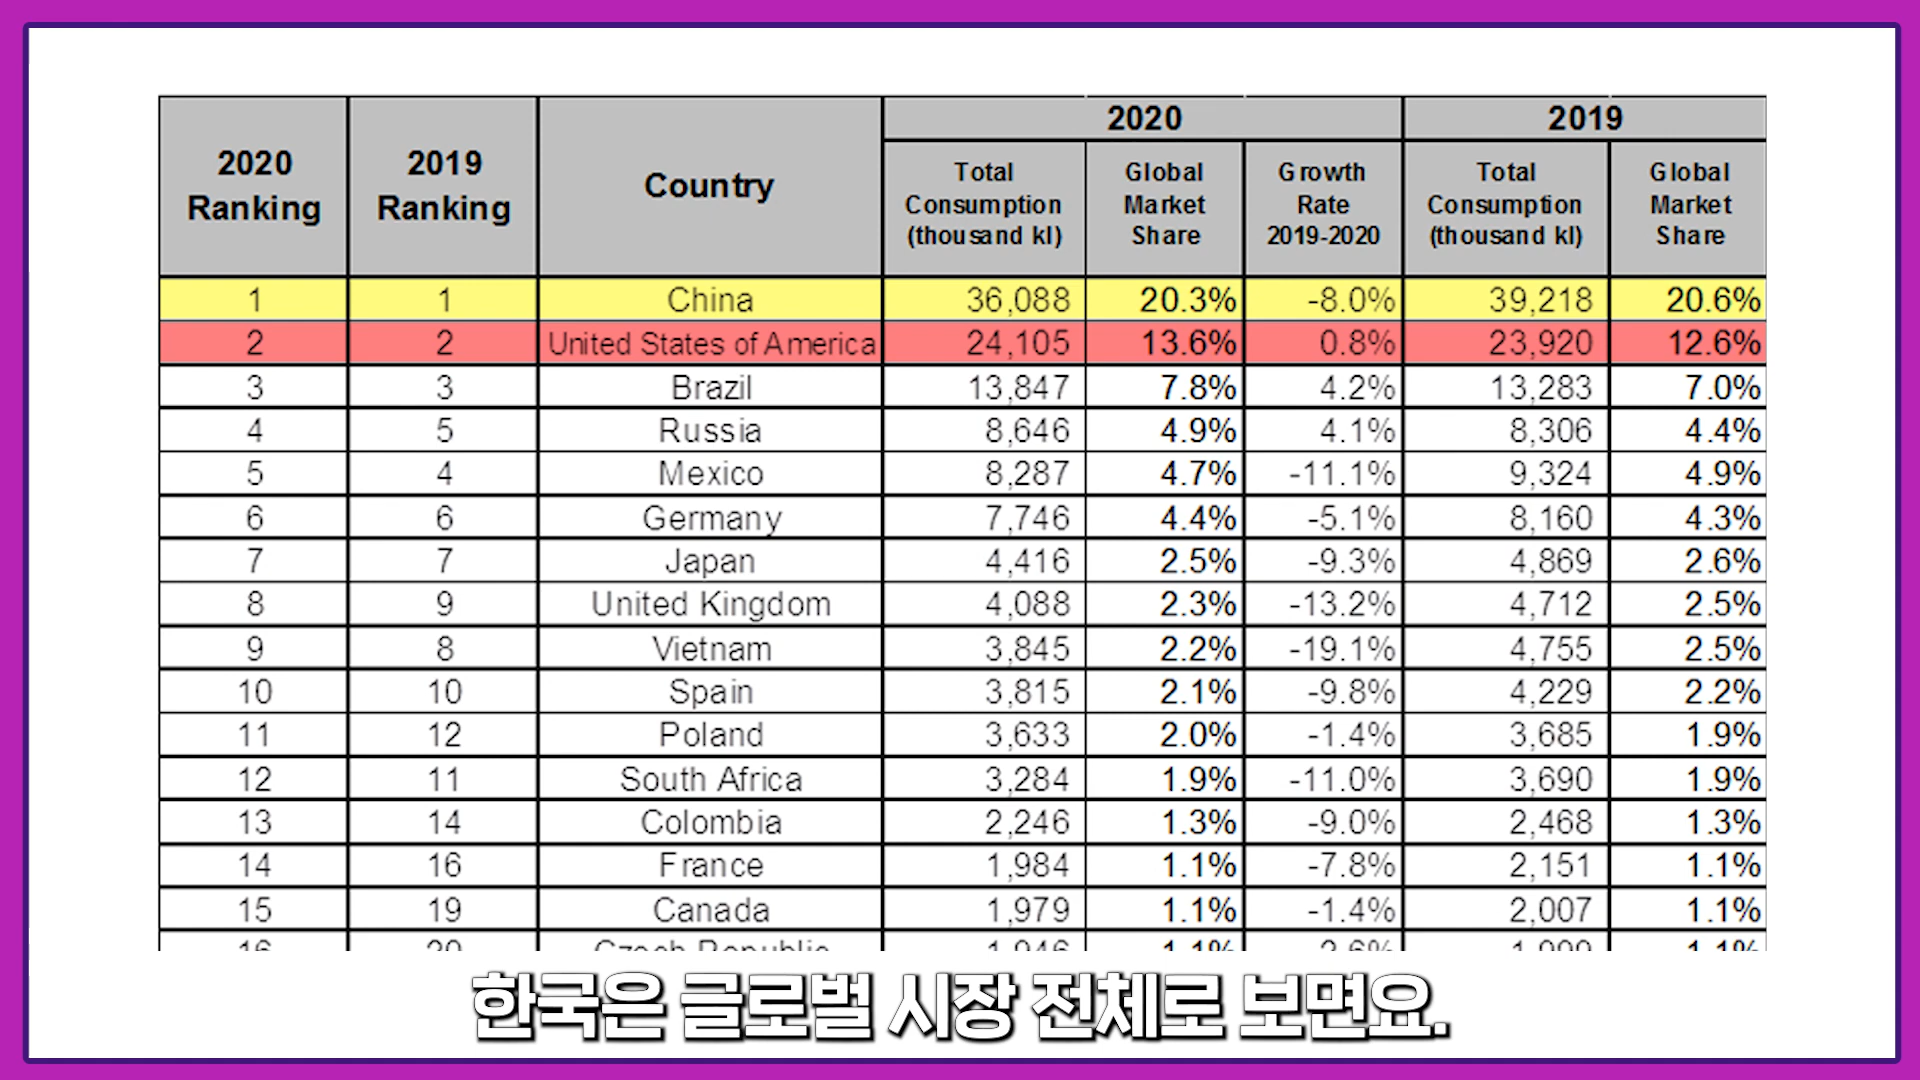 2020 2019
2020 Ranking 2019 Ranking Country Total Consumption (thousand kl) Global Market Share Growth Rate 2019-2020 Total Consumption (thousand kl) Global Market Share
1 1 China 36,088 20.3% -8.0% 39,218 20.6%
2 2 United States of America 24,105 13.6% 0.8% 23,920 12.6%
3 3 Brazil 13,847 7.8% 4.2% 13,283 7.0%
4 5 Russia 8,646 4.9% 4.1% 8,306 4.4%
5 4 Mexico 8,287 4.7% -11.1% 9,324 4.9%
6 6 Germany 7,746 4.4% -5.1% 8,160 4.3%
7 7 Japan 4,416 2.5% -9.3% 4,869 2.6%
8 9 United Kingdom 4,088 2.3% -13.2% 4,712 2.5%
9 8 Vietnam 3,845 2.2% -19.1% 4,755 2.5%
10 10 Spain 3,815 2.1% -9.8% 4,229 2.2%
11 12 Poland 3,633 2.0% -1.4% 3,685 1.9%
12 11 South Africa 3,284 1.9% -11.0% 3,690 1.9%
13 14 Colombia 2,246 1.3% -9.0% 2,468 1.3%
14 16 France 1,984 1.1% -7.8% 2,151 1.1%
15 19 Canada 1,979 1.1% -1.4% 2,007 1.1%
Czech Republic
한국은 글로벌 시장 전체로 보면요.